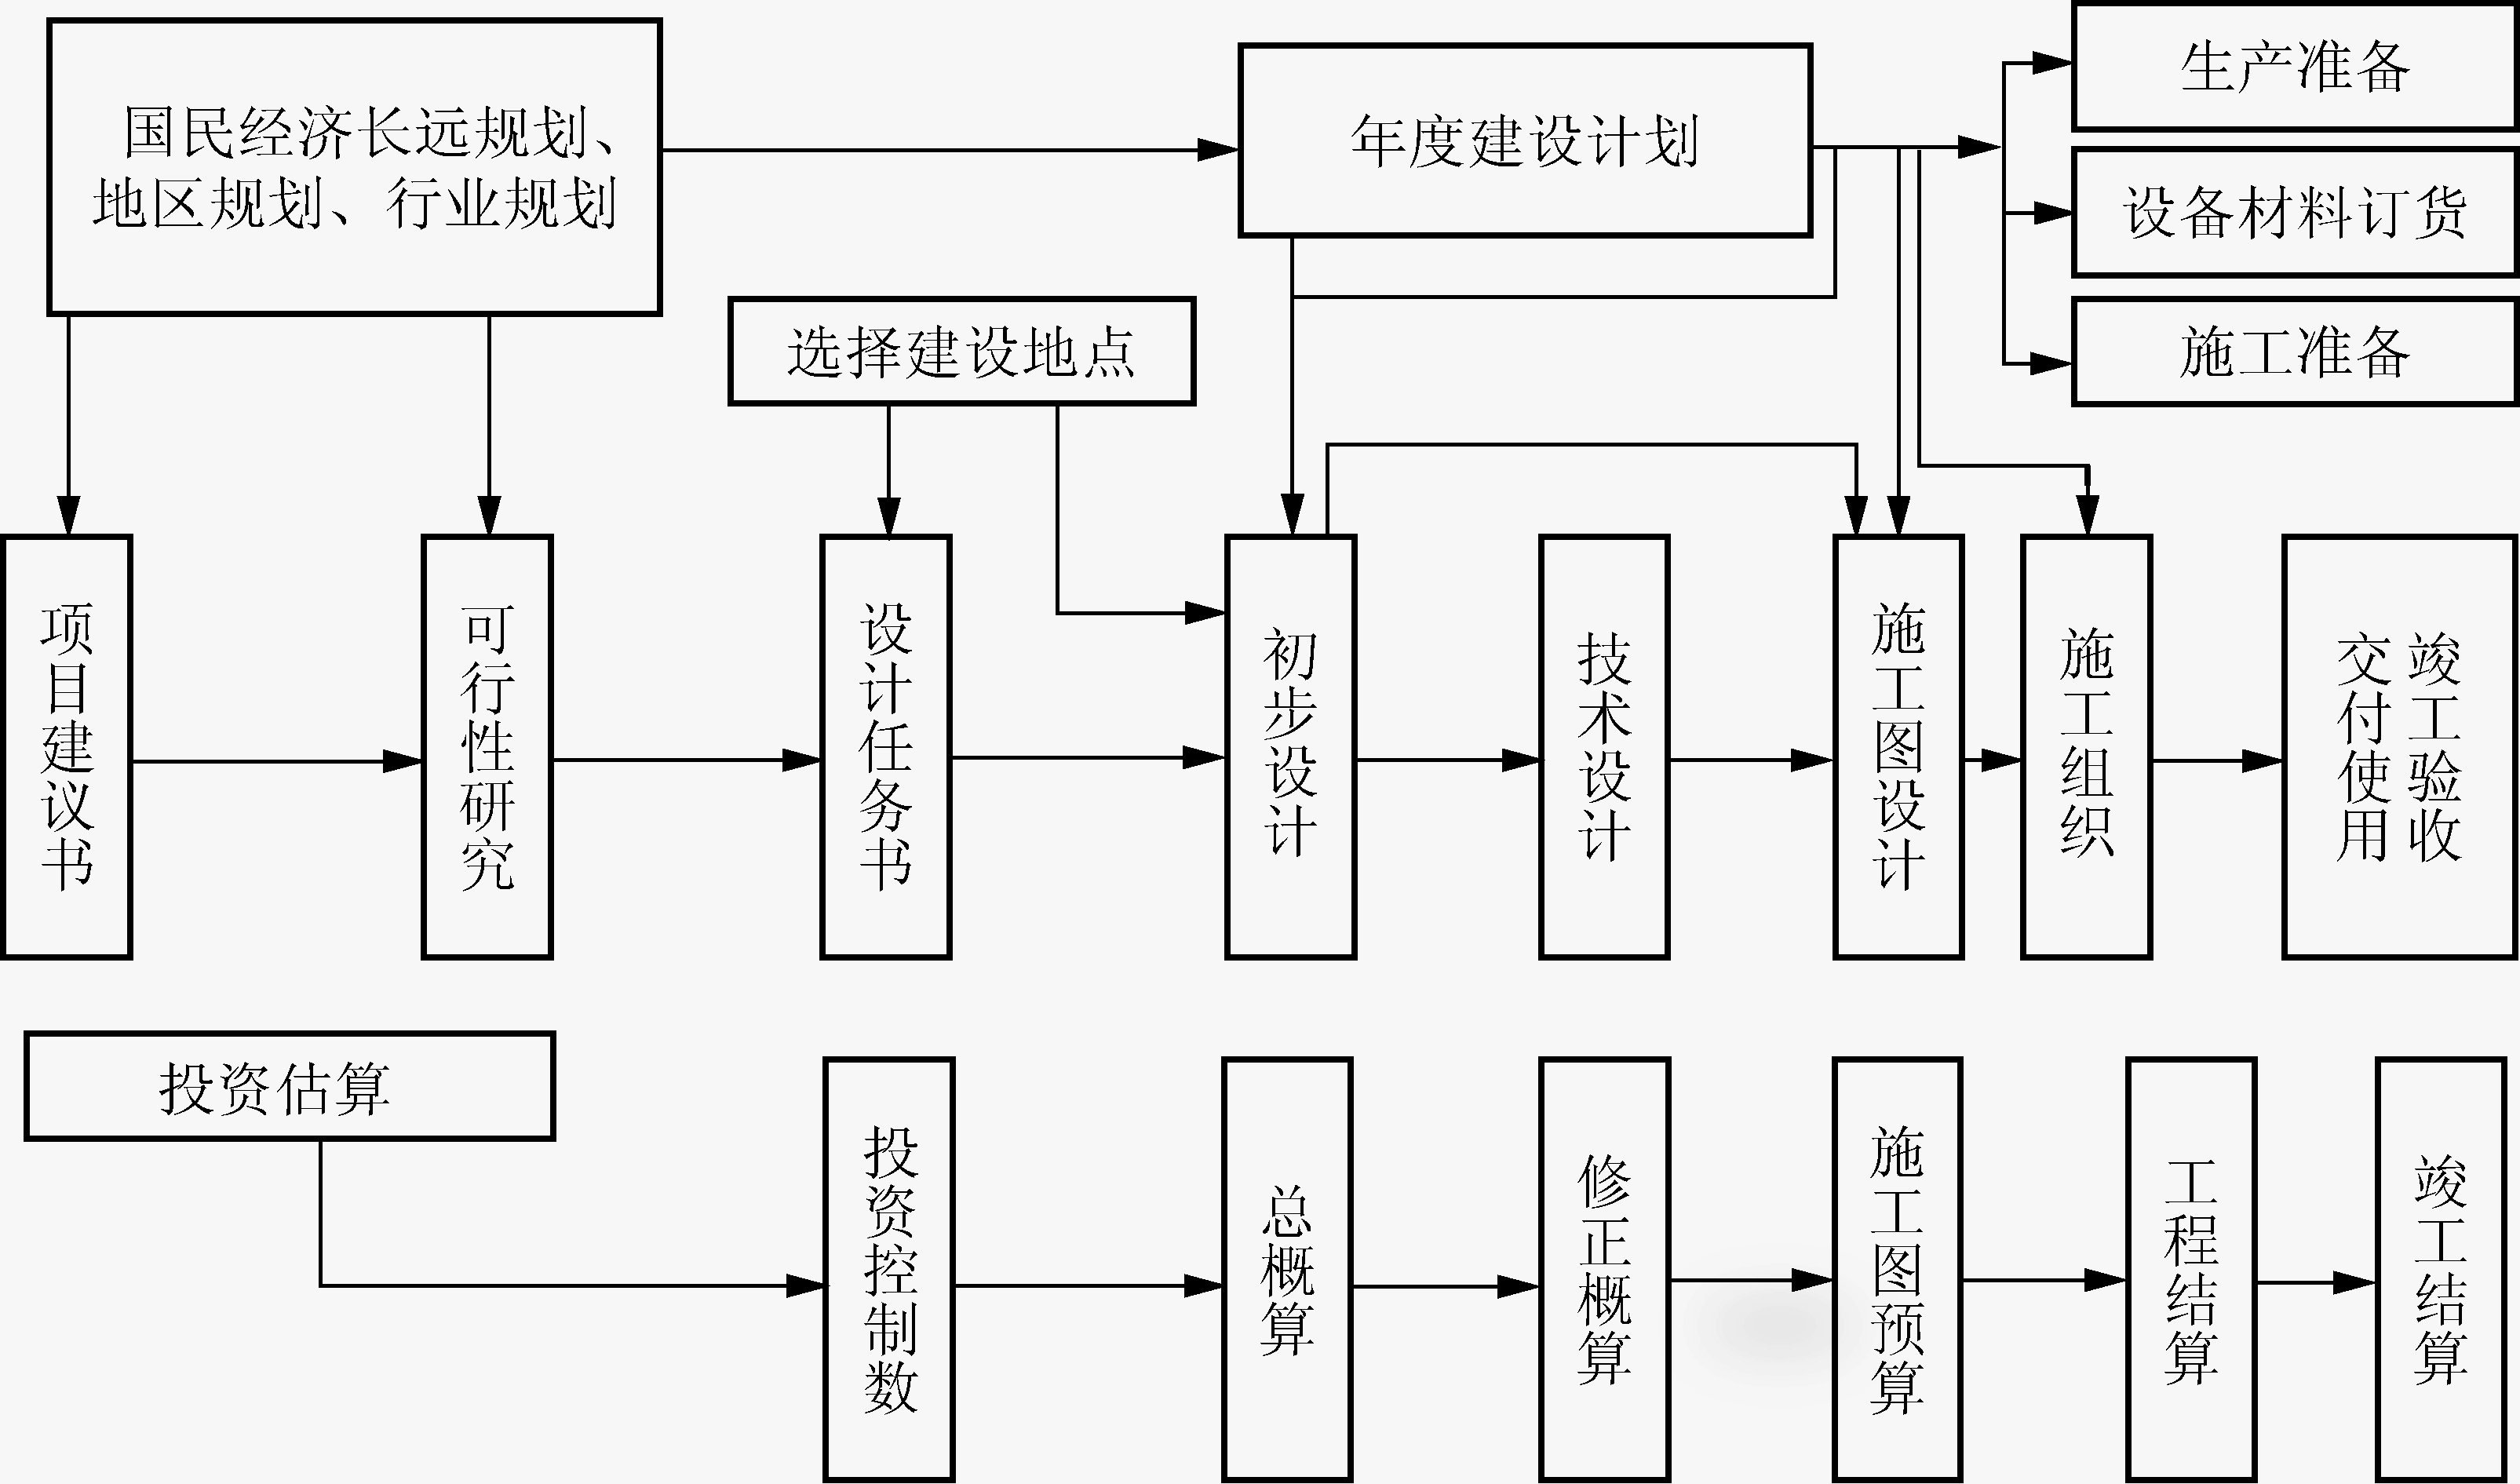 国民经济长远规划、
地区规划、行业规划
年度建设计划
生产准备
设备材料订货
施工准备
选择建设地点
项目建议书
可行性研究
设计任务书
初步设计
技术设计
施工图设计
施工组织
竣工验收
交付使用
投资估算
投资控制数
总概算
修正概算
施工图预算
工程结算
竣工结算